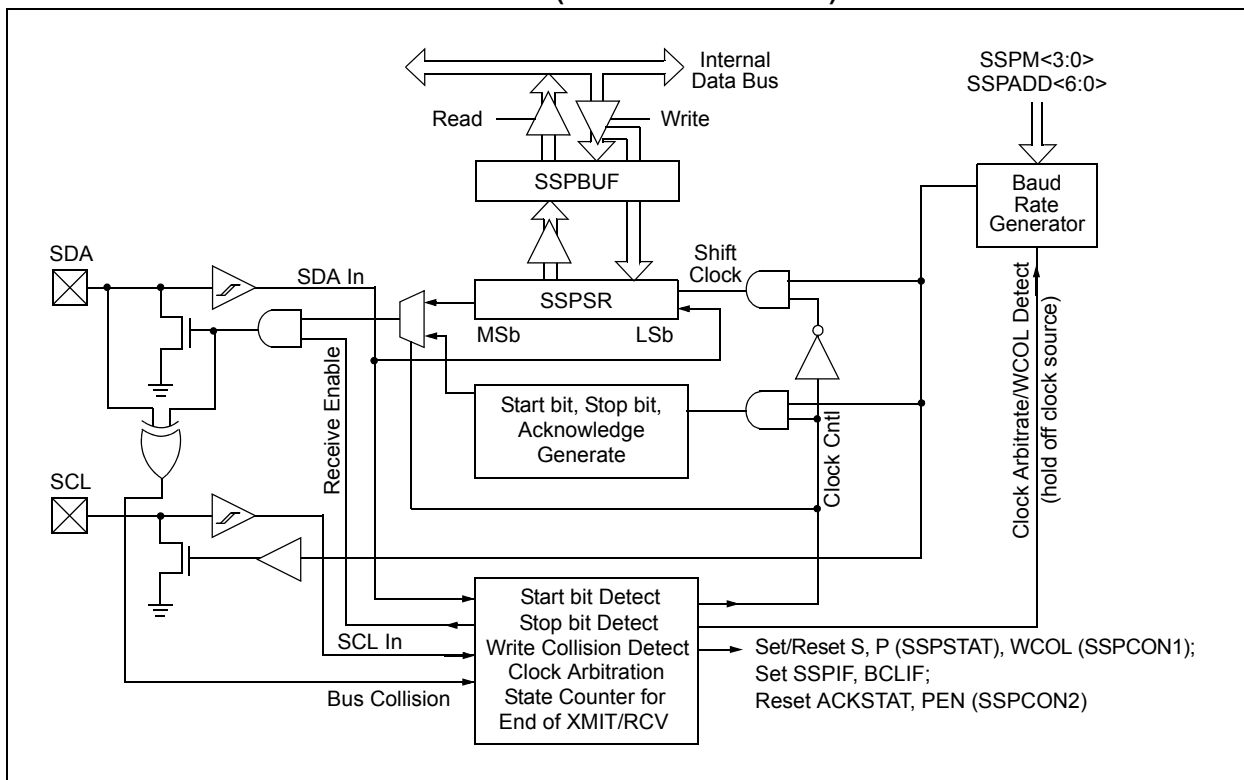 Internal
Data Bus
SSPM<3:0>
SSPADD<6:0>
Read
Write
SSPBUF
Baud
Rate
Generator
SDA
SDA In
Shift
Clock
SSPSR
MSb
LSb
Receive Enable
Start bit, Stop bit,
Acknowledge
Generate
Clock Cntl
Clock Arbitrate/WCOL Detect
(hold off clock source)
SCL
SCL In
Bus Collision
Start bit Detect
Stop bit Detect
Write Collision Detect
Clock Arbitration
State Counter for
End of XMIT/RCV
Set/Reset S, P (SSPSTAT), WCOL (SSPCON1);
Set SSPIF, BCLIF;
Reset ACKSTAT, PEN (SSPCON2)